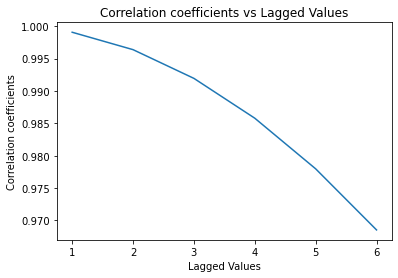 Correlation coefficients vs Lagged Values
1.000
0.995
0.990
0.985
0.980
0.975
0.970
Correlation coefficients
1 2 3 4 5 6
Lagged Values